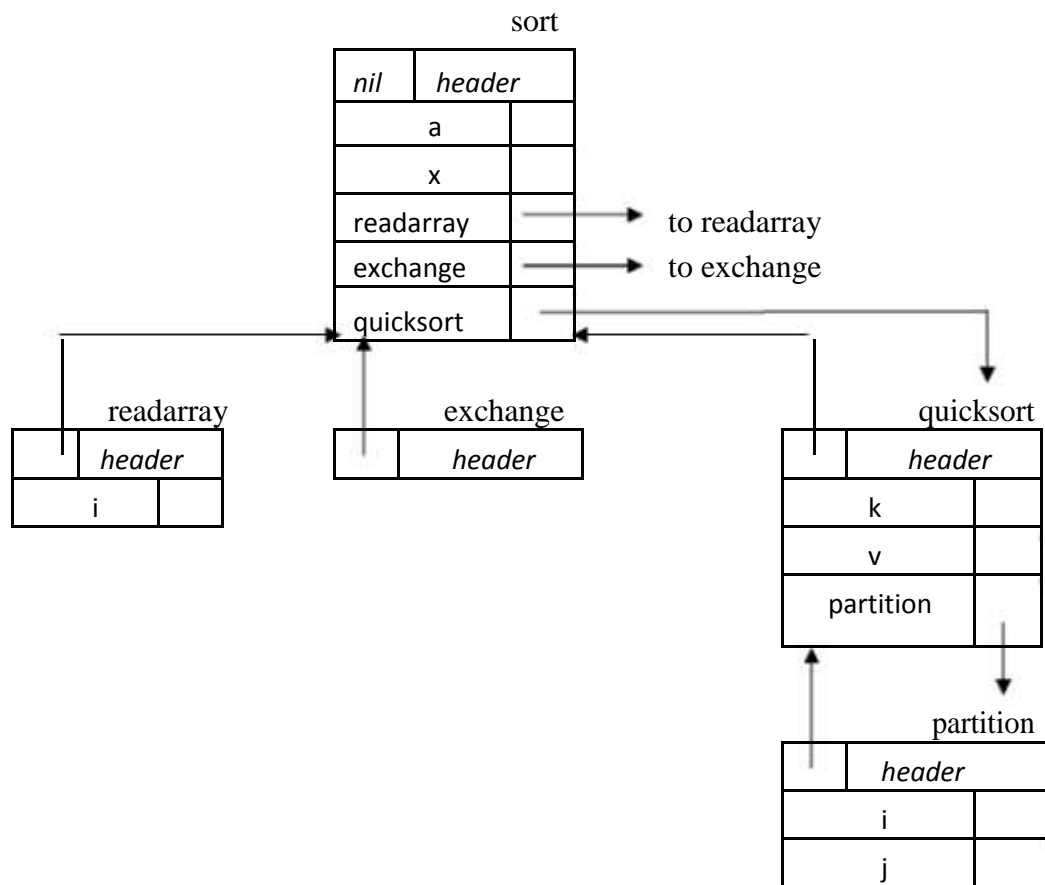 sort
nil header
a
x
readarray to readarray
exchange to exchange
quicksort
readarray exchange quicksort
header header header
i k
v
partition
partition
header
i
j